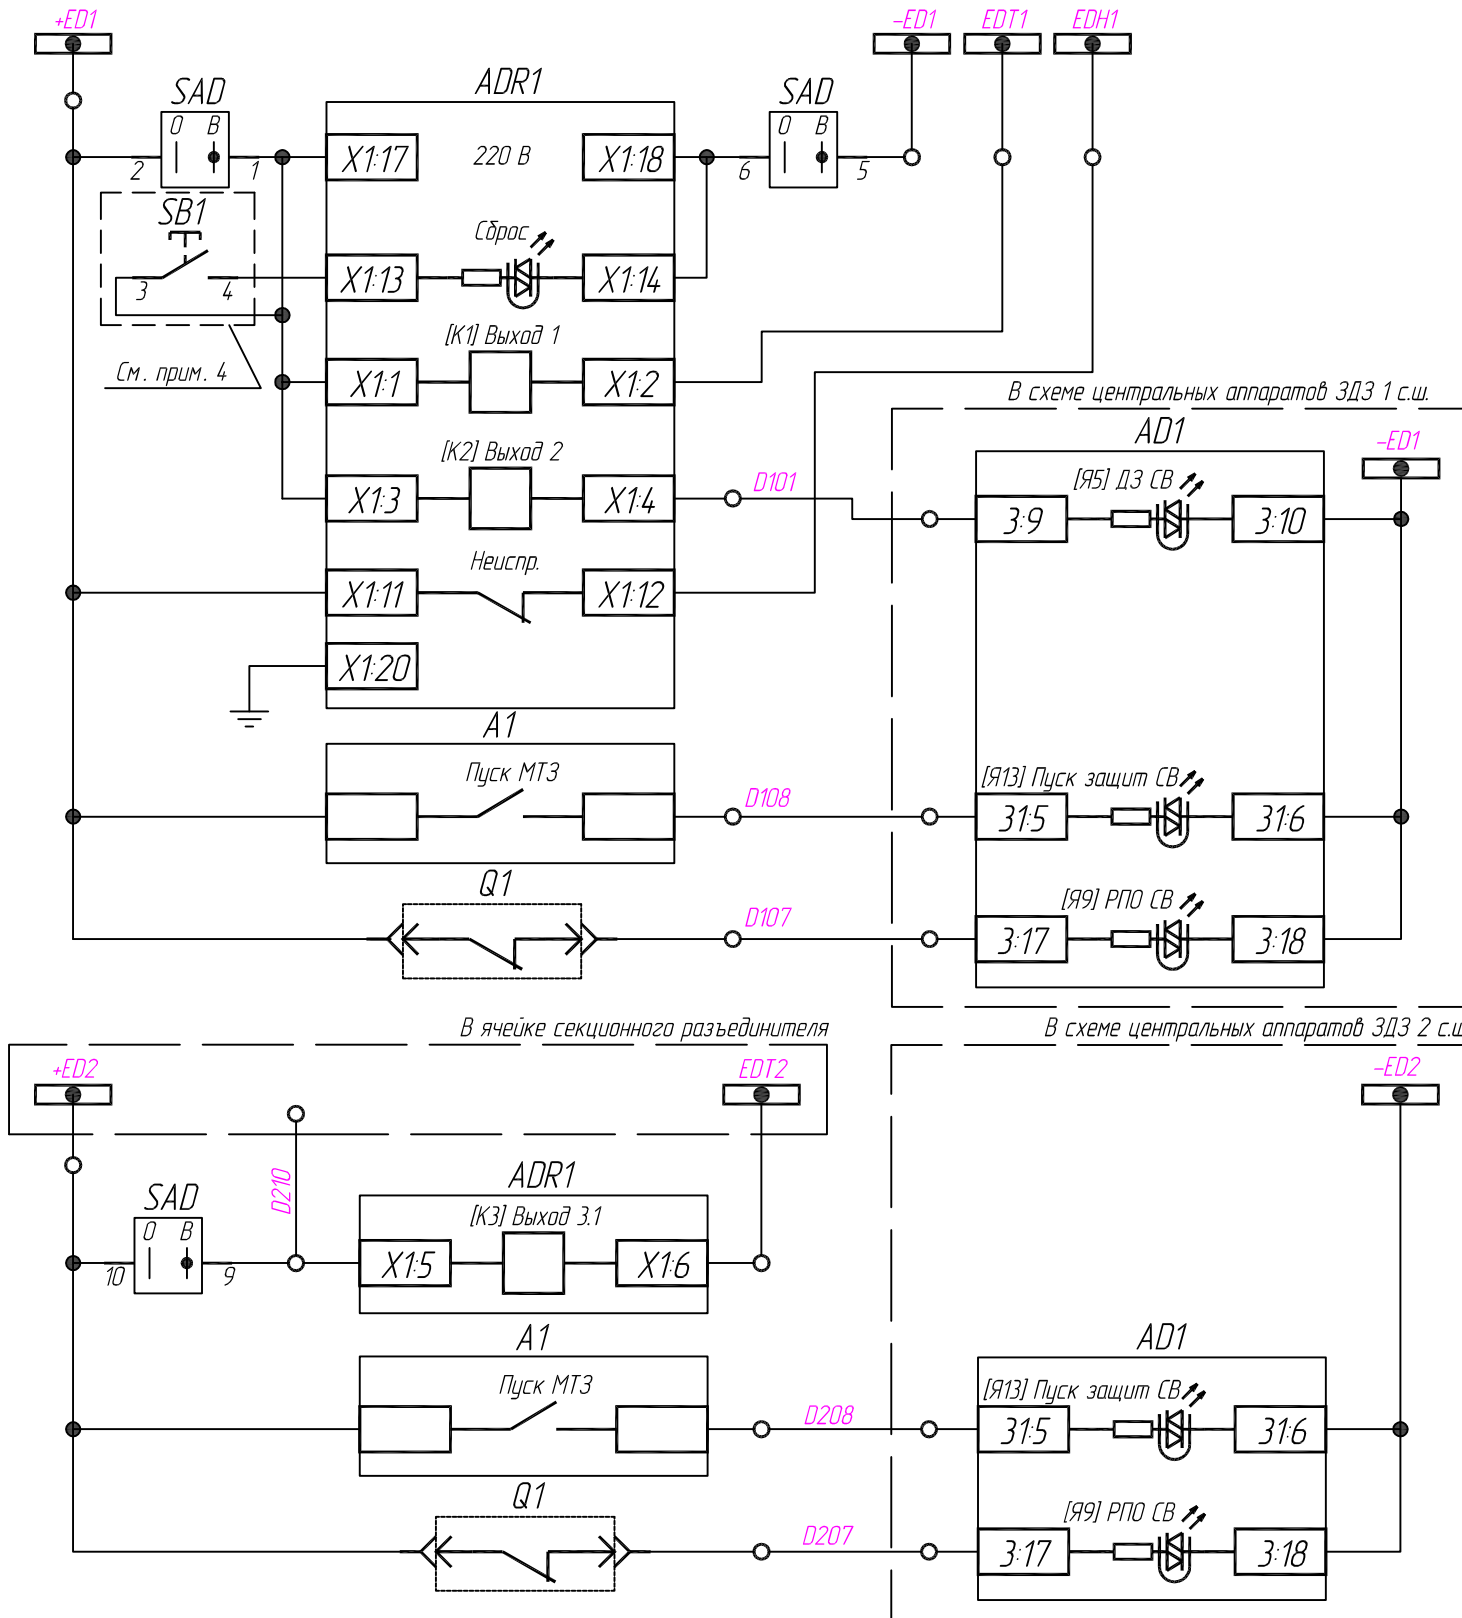 +ED1
-ED1
EDT1
EDH1
SAD
ADR1
SAD
0 В
0 В
X1:17
220 В
X1:18
2
1
6
5
SB1
Сброс
3
4
X1:13
X1:14
[К1] Выход 1
См. прим. 4
X1:1
X1:2
В схеме центральных аппаратов ЗДЗ 1 с.ш.
AD1
-ED1
[К2] Выход 2
[Я5] ДЗ СВ
X1:3
X1:4
D101
3:9
3:10
Неиспр.
X1:11
X1:12
X1:20
A1
Пуск МТЗ
[Я13] Пуск защит СВ
D108
31:5
31:6
Q1
[Я9] РПО СВ
D107
3:17
3:18
В ячейке секционного разъединителя
В схеме центральных аппаратов ЗДЗ 2 с.ш
+ED2
EDT2
-ED2
D210
SAD
ADR1
0 В
[К3] Выход 3.1
10
9
X1:5
X1:6
A1
AD1
Пуск МТЗ
[Я13] Пуск защит СВ
D208
31:5
31:6
Q1
[Я9] РПО СВ
D207
3:17
3:18